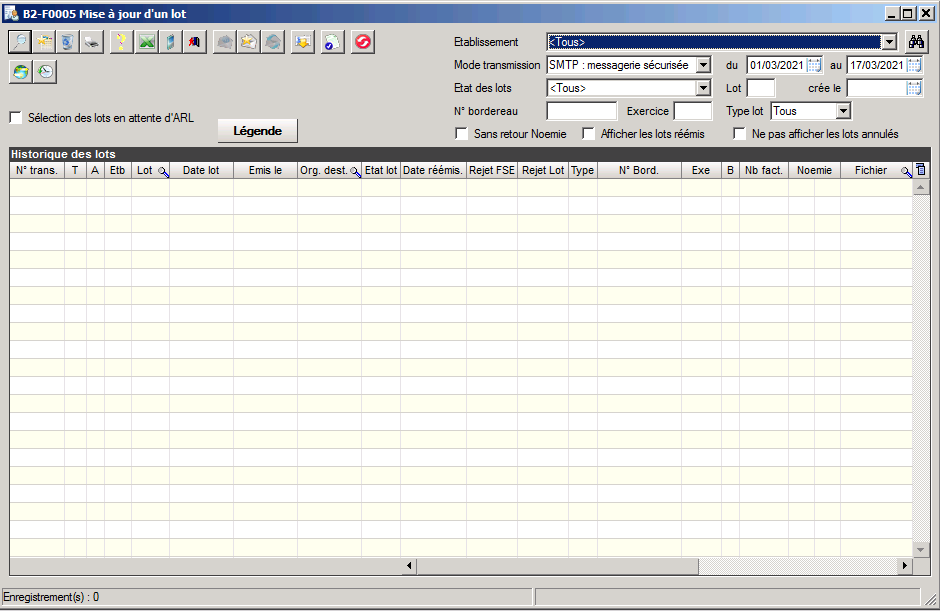 B2-F0005 Mise à jour d'un lot
Etablissement <Tous>
Mode transmission SMTP : messagerie sécurisée du 01/03/2021 au 17/03/2021
Etat des lots <Tous> Lot crée le
N° bordereau Exercice Type lot Tous
Sélection des lots en attente d'ARL
Légende
Sans retour Noemie Afficher les lots réémis Ne pas afficher les lots annulés
Historique des lots
N° trans. T A Etb Lot Date lot Emis le Org. dest. Etat lot Date réémis. Rejet FSE Rejet Lot Type N° Bord. Exe B Nb fact. Noemie Fichier
Enregistrement(s) : 0